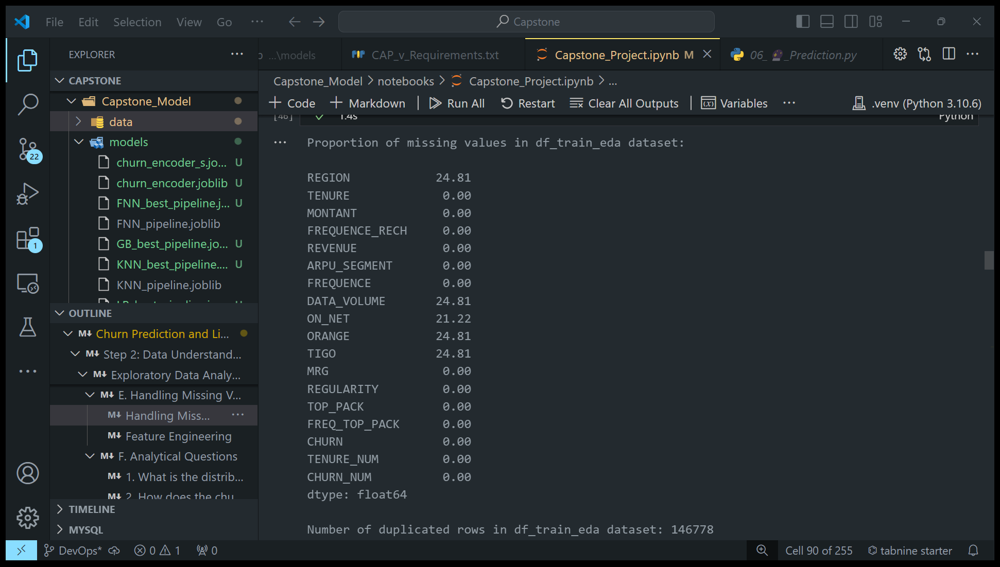 File Edit Selection View Go ··· Capstone
EXPLORER ···
CAPSTONE
Capstone_Model
data
models
churn_encoder_s.jo... U
churn_encoder.joblib U
FNN_best_pipeline.j... U
FNN_pipeline.joblib
GB_best_pipeline.jo... U
KNN_best_pipeline.... U
KNN_pipeline.joblib
OUTLINE
M↓ Churn Prediction and Li...
M↓ Step 2: Data Understand...
M↓ Exploratory Data Analy...
M↓ E. Handling Missing V...
M↓ Handling Miss... ···
M↓ Feature Engineering
M↓ F. Analytical Questions
M↓ 1. What is the distrib...
M↓ 2. How does the chu
TIMELINE
MYSQL
22
1
...\models CAP_v_Requirements.txt Capstone_Project.ipynb M 06_🔮_Prediction.py ···
Capstone_Model > notebooks > Capstone_Project.ipynb > ...
Code Markdown Run All Restart Clear All Outputs Variables ··· .venv (Python 3.10.6)
[46] 1.4s Python
··· Proportion of missing values in df_train_eda dataset:
REGION 24.81
TENURE 0.00
MONTANT 0.00
FREQUENCE_RECH 0.00
REVENUE 0.00
ARPU_SEGMENT 0.00
FREQUENCE 0.00
DATA_VOLUME 24.81
ON_NET 21.22
ORANGE 24.81
TIGO 24.81
MRG 0.00
REGULARITY 0.00
TOP_PACK 0.00
FREQ_TOP_PACK 0.00
CHURN 0.00
TENURE_NUM 0.00
CHURN_NUM 0.00
dtype: float64
Number of duplicated rows in df_train_eda dataset: 146778
DevOps* 0 1 0 Cell 90 of 255 tabnine starter